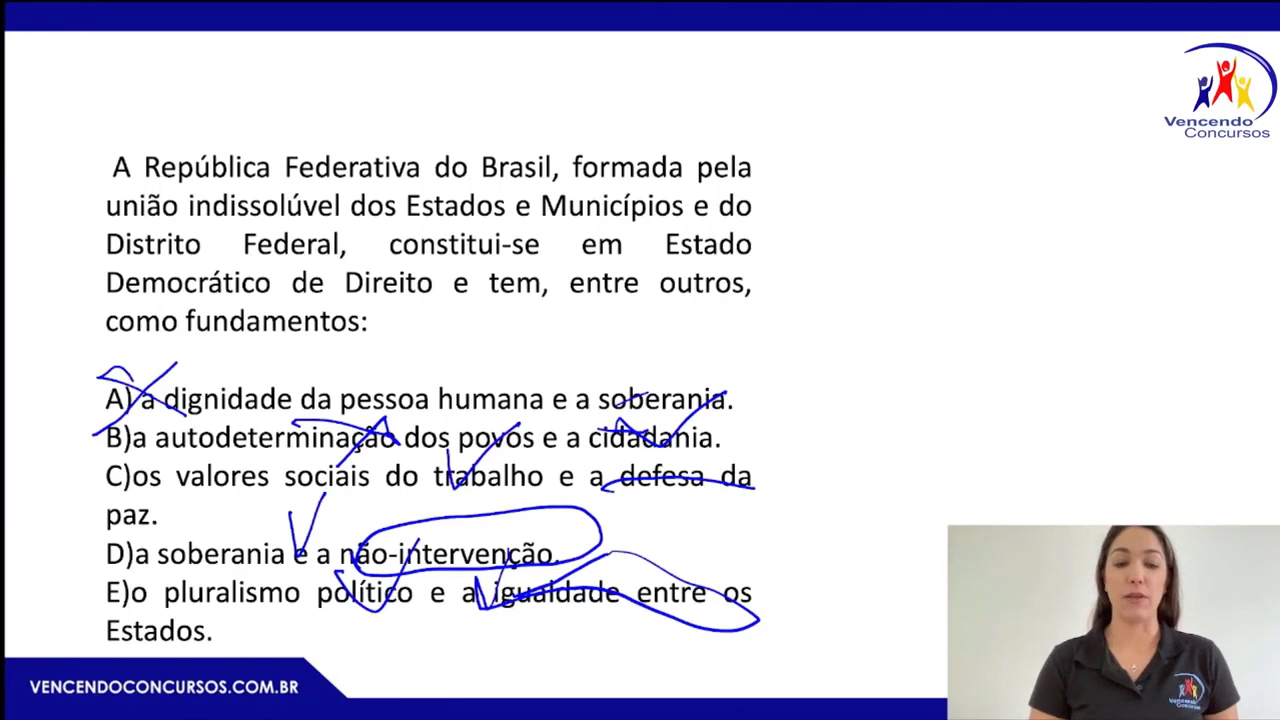 Vencendo
Concursos
A República Federativa do Brasil, formada pela
união indissolúvel dos Estados e Municípios e do
Distrito Federal, constitui-se em Estado
Democrático de Direito e tem, entre outros,
como fundamentos:
A) a dignidade da pessoa humana e a soberania.
B)a autodeterminação dos povos e a cidadania.
C)os valores sociais do trabalho e a defesa da
paz.
D)a soberania e a não-intervenção.
E)o pluralismo político e a igualdade entre os
Estados.
VENCENDOCONCURSOS.COM.BR
Vencendo
Concursos